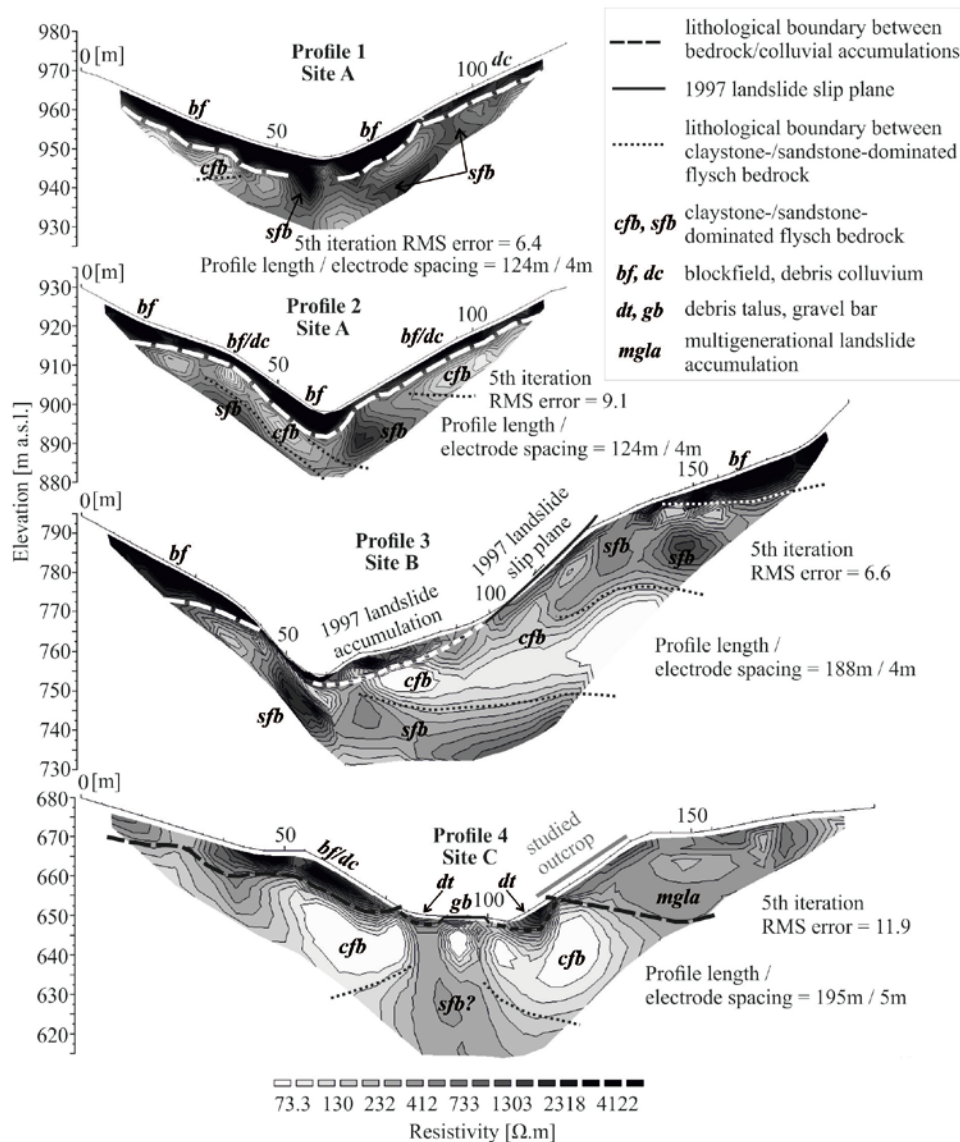 980
970
960
950
940
930
0 [m]
Profile 1
Site A
bf
50
bf
100
dc
cfb
sfb
sfb
5th iteration RMS error = 6.4
Profile length / electrode spacing = 124m / 4m
lithological boundary between
bedrock/colluvial accumulations
1997 landslide slip plane
lithological boundary between
claystone-/sandstone-dominated
flysch bedrock
cfb, sfb claystone-/sandstone-
dominated flysch bedrock
bf, dc blockfield, debris colluvium
dt, gb debris talus, gravel bar
mgla multigenerational landslide
accumulation
930
920
910
900
890
880
0 [m]
Profile 2
Site A
bf
bf/dc
50
bf
bf/dc
100
sfb
cfb
sfb
cfb
5th iteration
RMS error = 9.1
Profile length /
electrode spacing = 124m / 4m
Elevation [m a.s.l.]
790
780
770
760
750
740
730
0 [m]
Profile 3
Site B
bf
50
1997 landslide
accumulation
100
1997 landslide
slip plane
150
bf
sfb
sfb
cfb
cfb
sfb
sfb
5th iteration
RMS error = 6.6
Profile length /
electrode spacing = 188m / 4m
680
670
660
650
640
630
620
0 [m]
Profile 4
Site C
50
bf/dc
dt
gb
100
dt
studied
outcrop
150
mgla
cfb
cfb
sfb?
5th iteration
RMS error = 11.9
Profile length /
electrode spacing = 195m / 5m
73.3 130 232 412 733 1303 2318 4122
Resistivity [Ω.m]